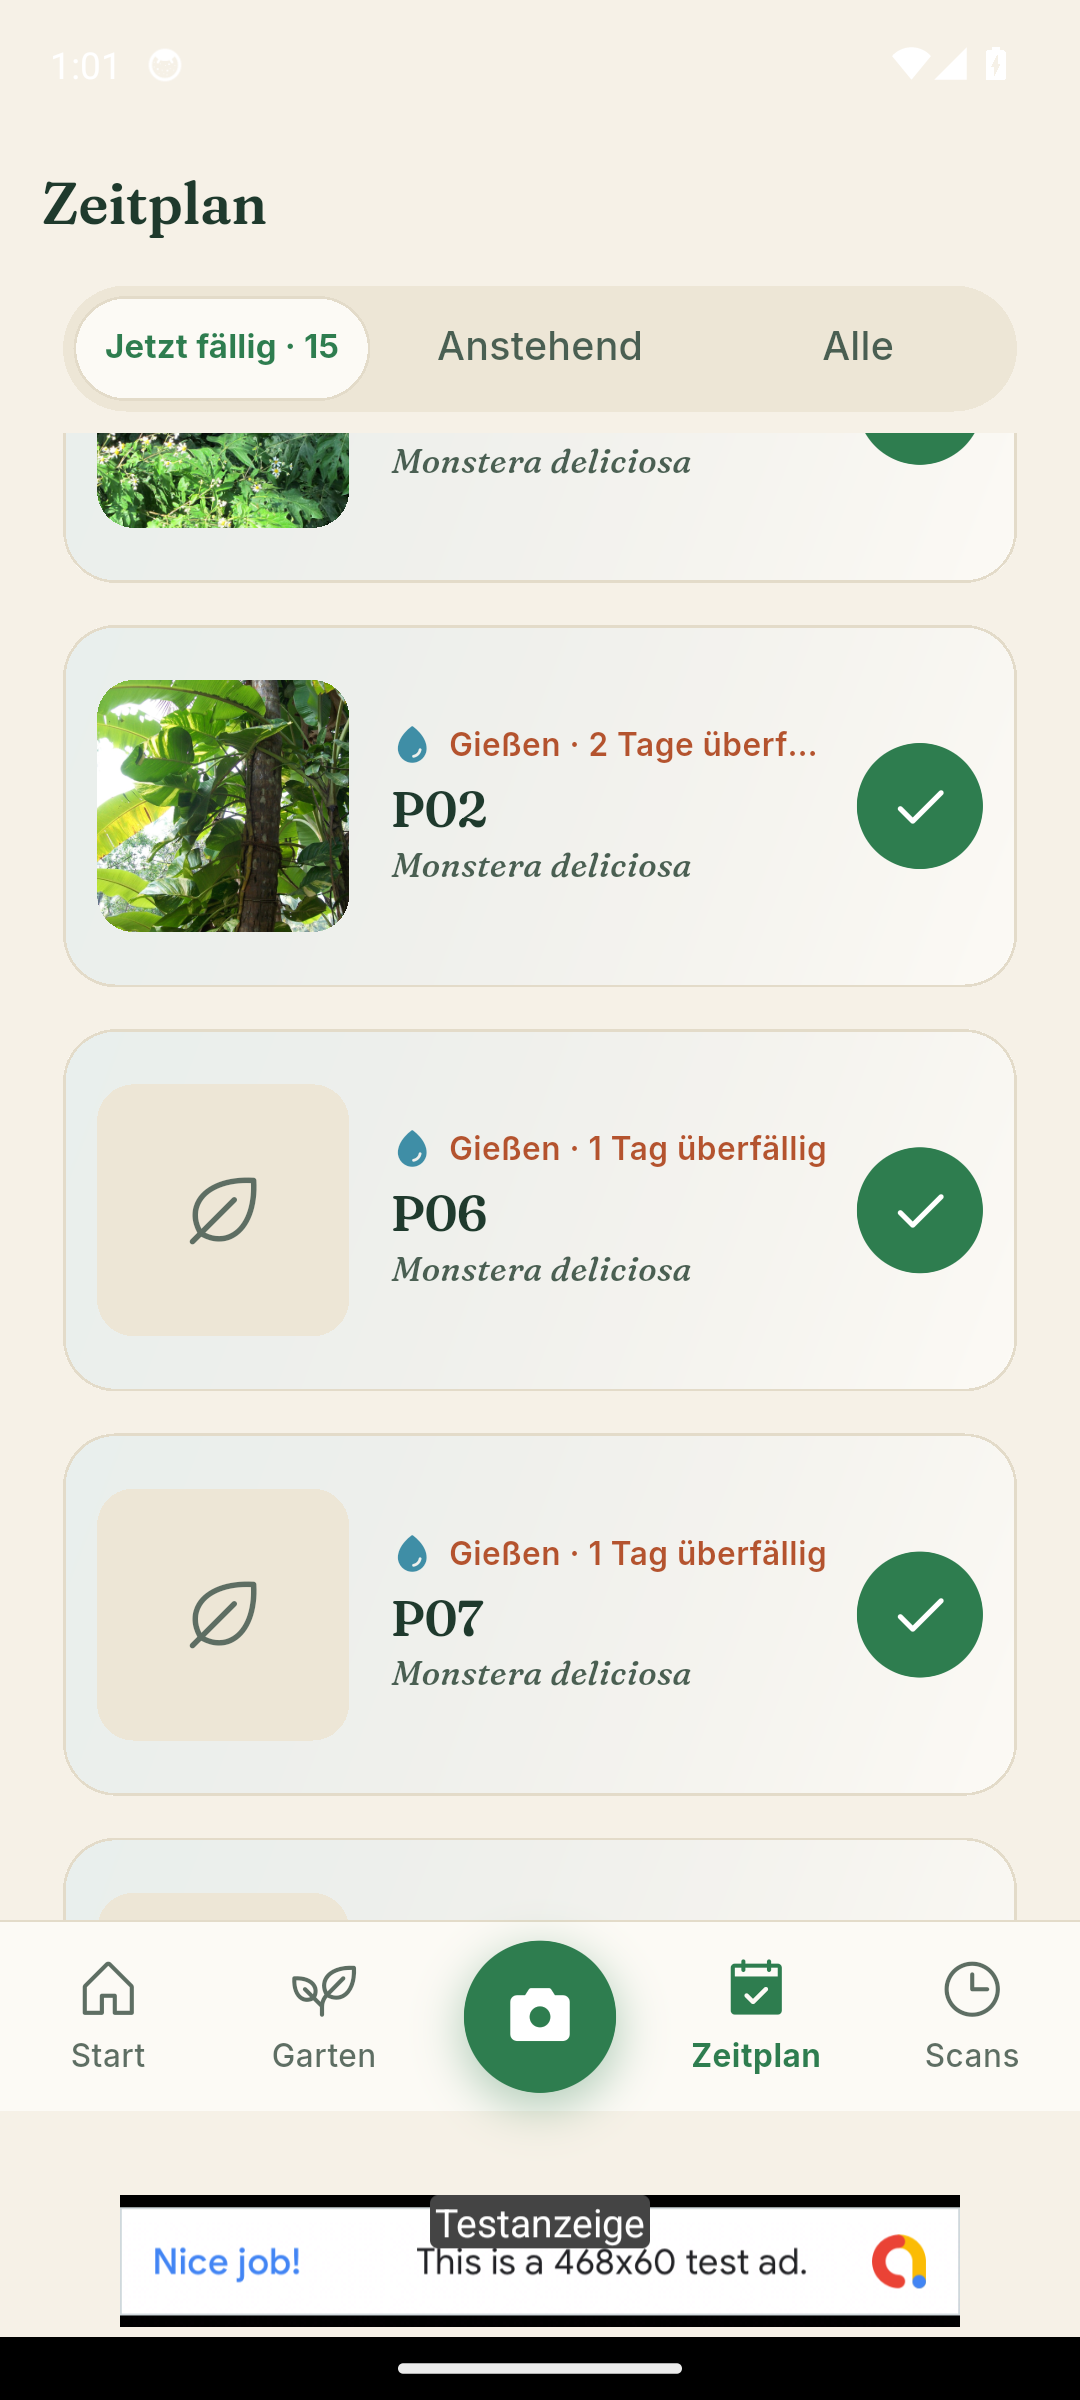 1:01
Zeitplan
Jetzt fällig · 15
Anstehend
Alle
Monstera deliciosa
Gießen · 2 Tage überf...
P02
Monstera deliciosa
Gießen · 1 Tag überfällig
P06
Monstera deliciosa
Gießen · 1 Tag überfällig
P07
Monstera deliciosa
Start
Garten
Zeitplan
Scans
Testanzeige
Nice job!
This is a 468x60 test ad.